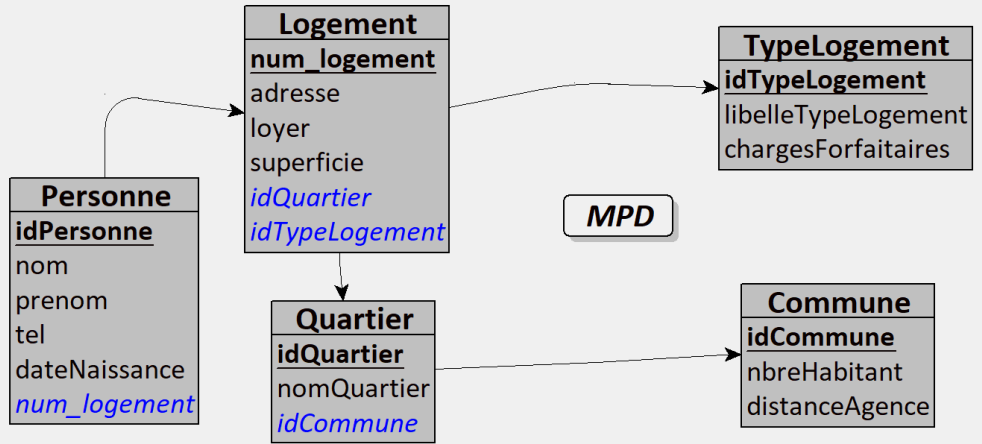 Logement
num_logement
adresse
loyer
superficie
idQuartier
idTypeLogement
TypeLogement
idTypeLogement
libelleTypeLogement
chargesForfaitaires
Personne
idPersonne
nom
prenom
tel
dateNaissance
num_logement
MPD
Quartier
idQuartier
nomQuartier
idCommune
Commune
idCommune
nbreHabitant
distanceAgence